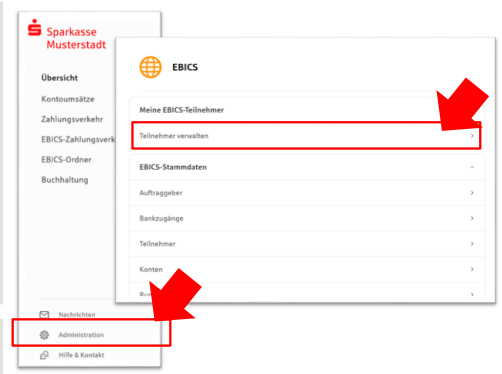 Sparkasse
Musterstadt
Übersicht
Kontoumsätze
Zahlungsverkehr
EBICS-Zahlungsverk
EBICS-Ordner
Buchhaltung
Nachrichten
Administration
Hilfe & Kontakt
EBICS
Meine EBICS-Teilnehmer
Teilnehmer verwalten
EBICS-Stammdaten
Auftraggeber
Bankzugänge
Teilnehmer
Konten